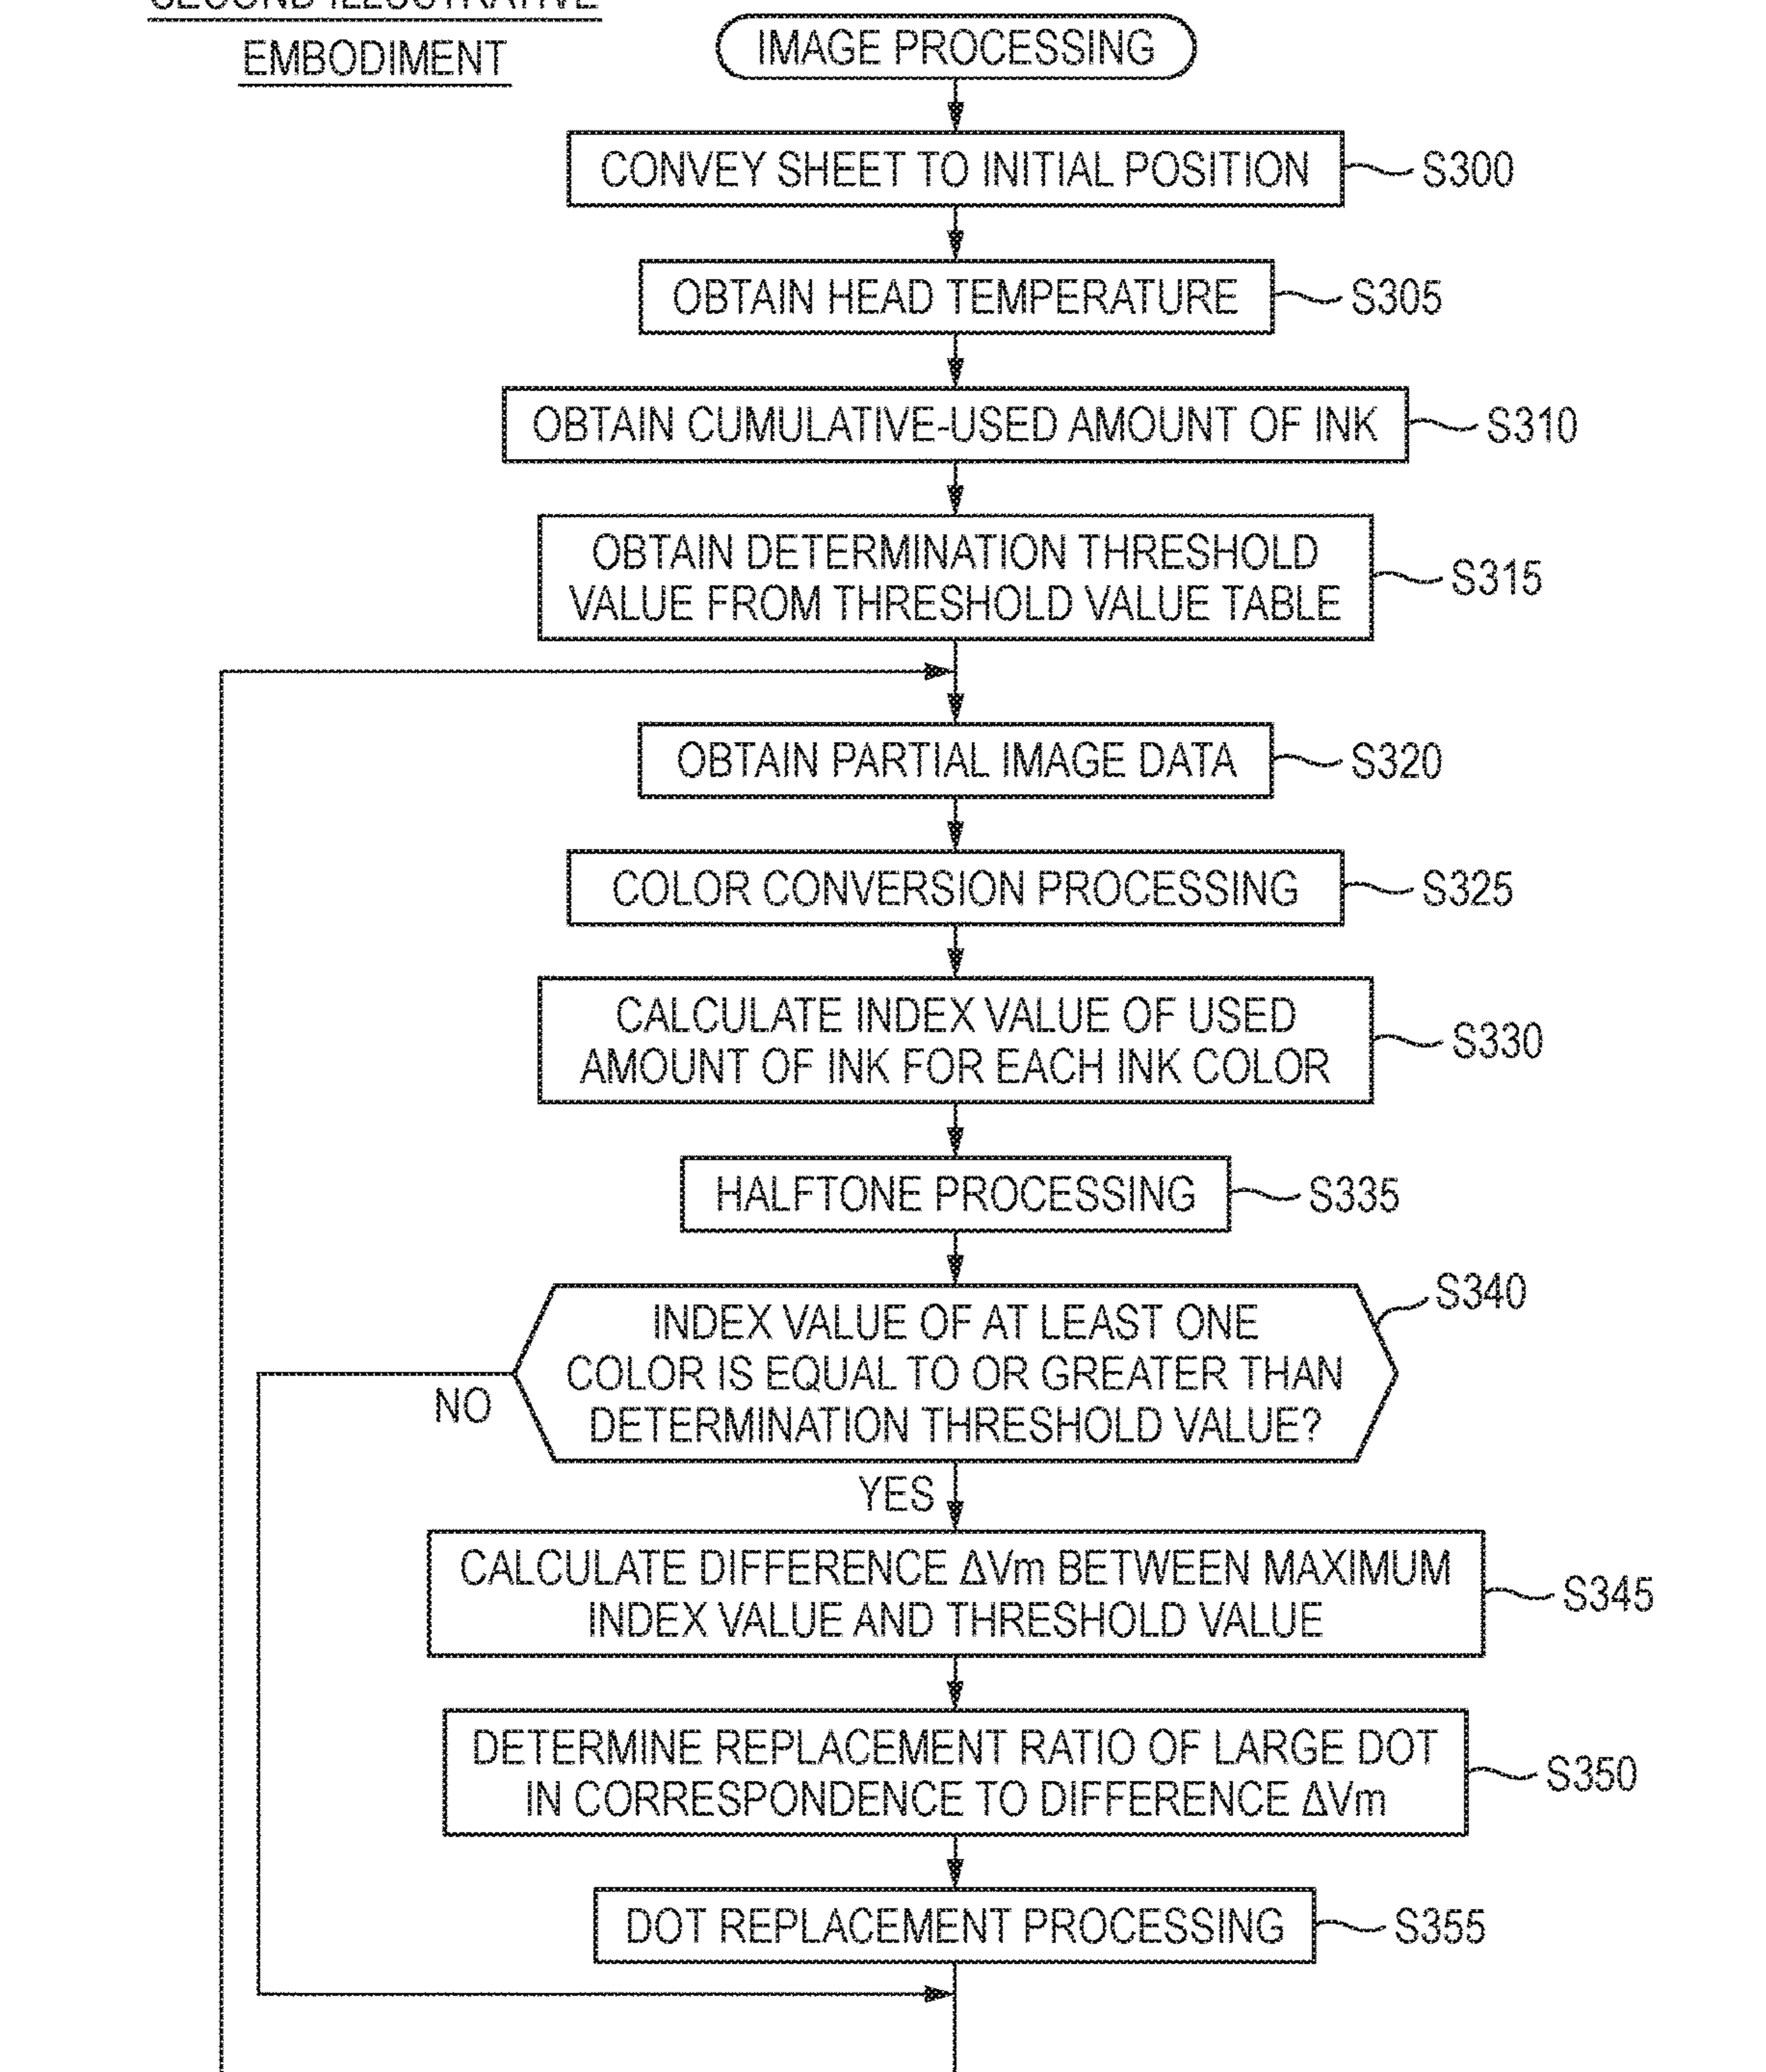 SECOND ILLUSTRATIVE
EMBODIMENT
IMAGE PROCESSING
CONVEY SHEET TO INITIAL POSITION
S300
OBTAIN HEAD TEMPERATURE
S305
OBTAIN CUMULATIVE-USED AMOUNT OF INK
S310
OBTAIN DETERMINATION THRESHOLD
VALUE FROM THRESHOLD VALUE TABLE
S315
OBTAIN PARTIAL IMAGE DATA
S320
COLOR CONVERSION PROCESSING
S325
CALCULATE INDEX VALUE OF USED
AMOUNT OF INK FOR EACH INK COLOR
S330
HALFTONE PROCESSING
S335
INDEX VALUE OF AT LEAST ONE
COLOR IS EQUAL TO OR GREATER THAN
DETERMINATION THRESHOLD VALUE?
S340
NO
YES
CALCULATE DIFFERENCE ΔVm BETWEEN MAXIMUM
INDEX VALUE AND THRESHOLD VALUE
S345
DETERMINE REPLACEMENT RATIO OF LARGE DOT
IN CORRESPONDENCE TO DIFFERENCE ΔVm
S350
DOT REPLACEMENT PROCESSING
S355